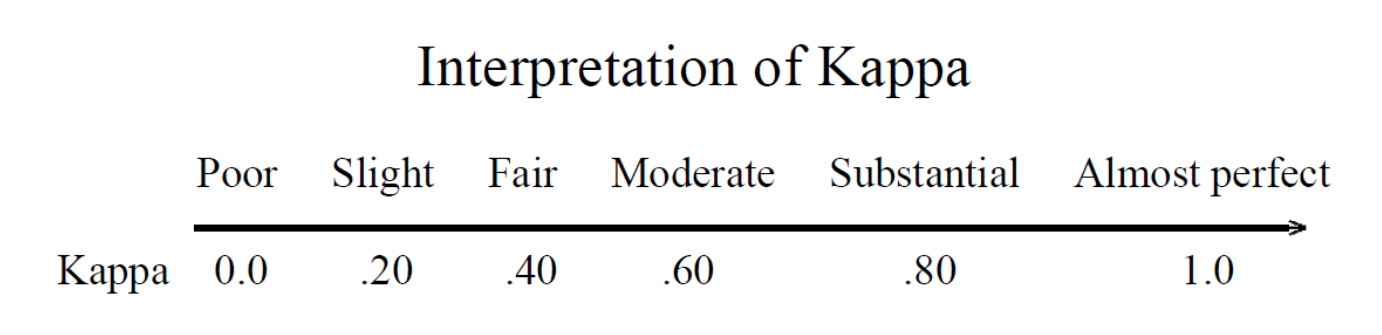 Interpretation of Kappa
Poor Slight Fair Moderate Substantial Almost perfect
Kappa 0.0 .20 .40 .60 .80 1.0